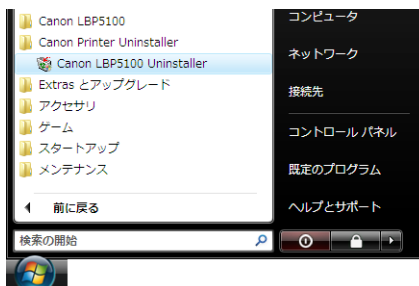 Canon LBP5100
Canon Printer Uninstaller
Canon LBP5100 Uninstaller
Extras とアップグレード
アクセサリ
ゲーム
スタートアップ
メンテナンス
前に戻る
検索の開始
コンピュータ
ネットワーク
接続先
コントロール パネル
既定のプログラム
ヘルプとサポート